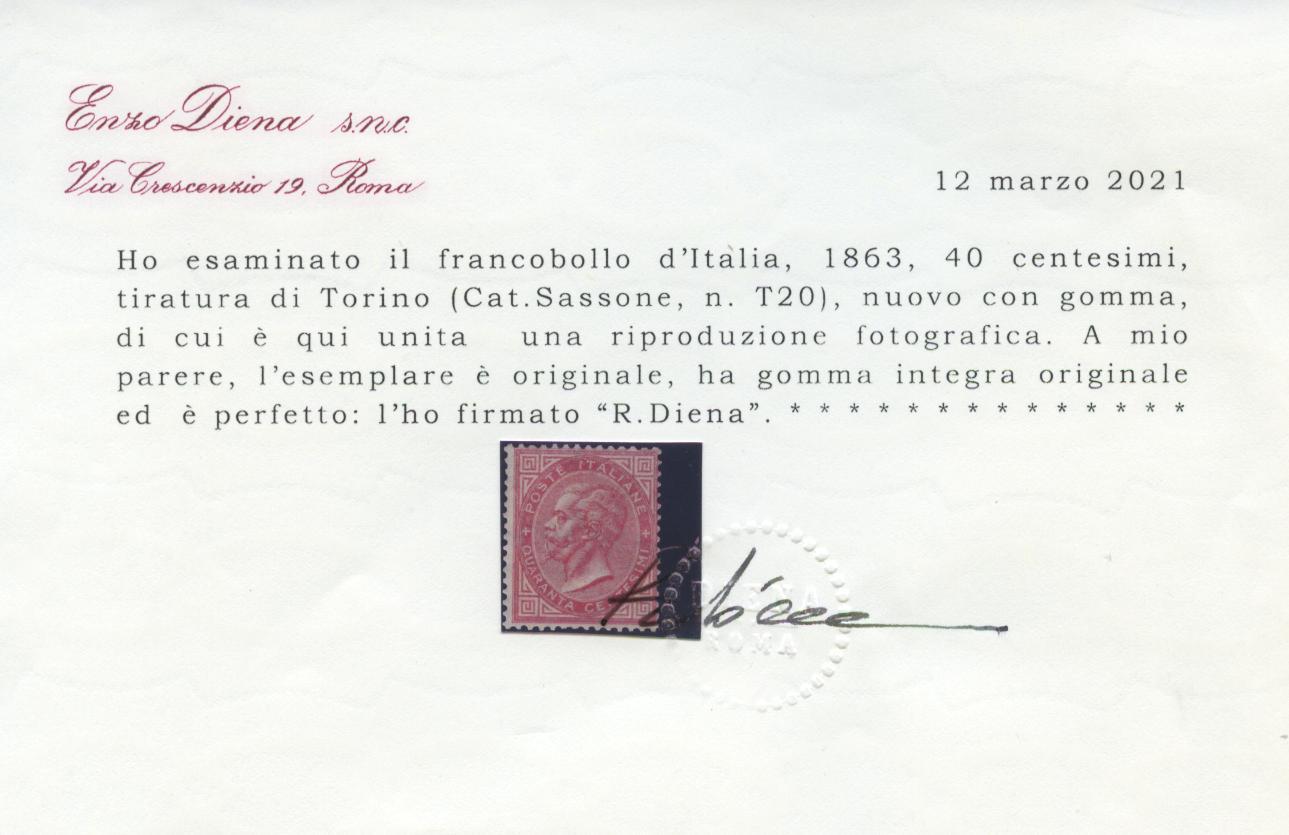 Enzo Diena s.n.c.
Via Crescenzio 19, Roma
12 marzo 2021
Ho esaminato il francobollo d'Italia, 1863, 40 centesimi,
tiratura di Torino (Cat.Sassone, n. T20), nuovo con gomma,
di cui è qui unita una riproduzione fotografica. A mio
parere, l'esemplare è originale, ha gomma integra originale
ed è perfetto: l'ho firmato “R.Diena”. * * * * * * * * * * * * * *
+ POSTE ITALIANE +
QUARANTA CENTESIMI